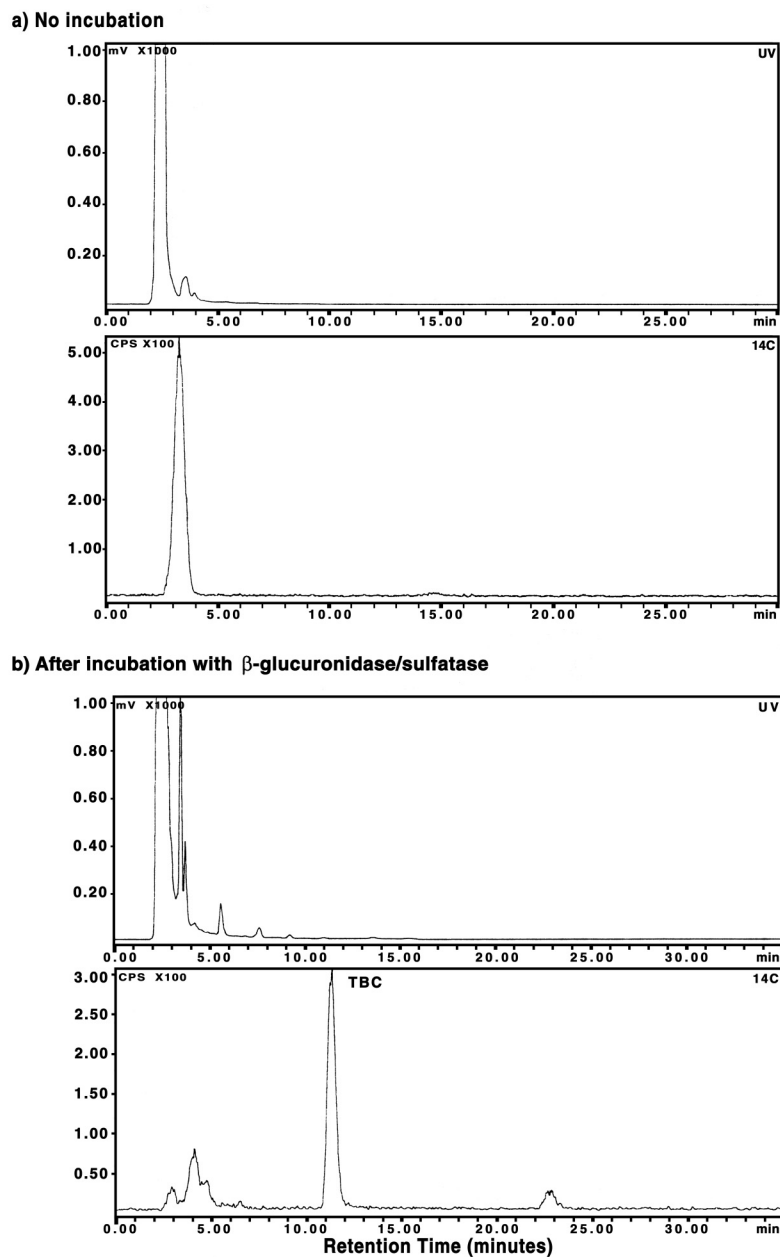 a) No incubation
mV X1000 UV
1.00
0.80
0.60
0.40
0.20
0.00 5.00 10.00 15.00 20.00 25.00 min
CPS X100 14C
5.00
4.00
3.00
2.00
1.00
0.00 5.00 10.00 15.00 20.00 25.00 min
b) After incubation with β-glucuronidase/sulfatase
mV X1000 UV
1.00
0.80
0.60
0.40
0.20
0.00 5.00 10.00 15.00 20.00 25.00 30.00 min
CPS X100 TBC 14C
3.00
2.50
2.00
1.50
1.00
0.50
0.00 5.00 10.00 15.00 20.00 25.00 30.00 min
Retention Time (minutes)